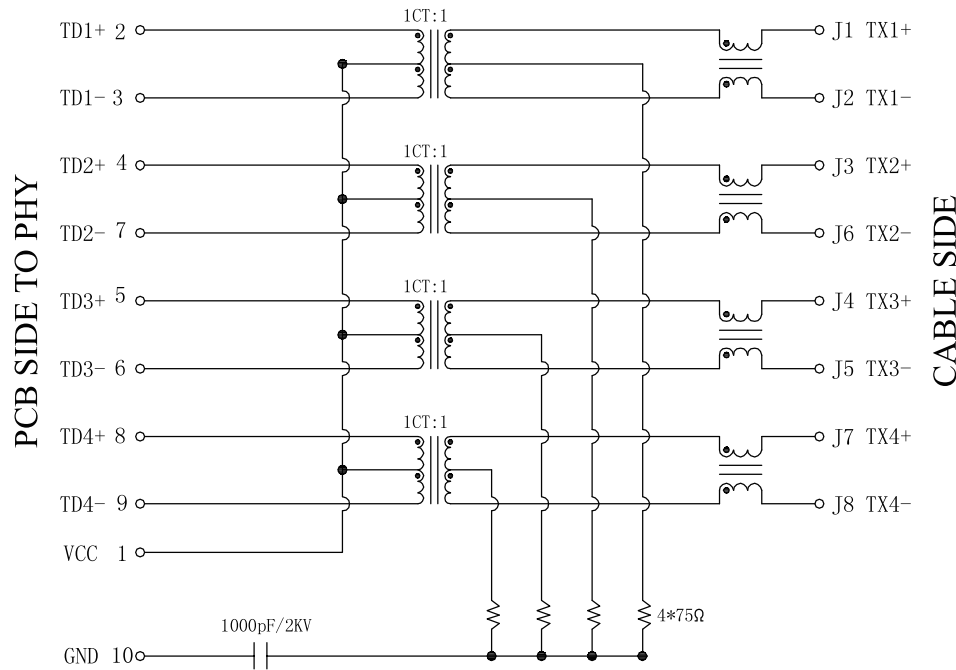 1CT:1
TD1+ 2
J1 TX1+
TD1- 3
J2 TX1-
1CT:1
TD2+ 4
J3 TX2+
TD2- 7
J6 TX2-
1CT:1
TD3+ 5
J4 TX3+
TD3- 6
J5 TX3-
1CT:1
TD4+ 8
J7 TX4+
TD4- 9
J8 TX4-
VCC 1
1000pF/2KV
4*75Ω
GND 10
PCB SIDE TO PHY
CABLE SIDE